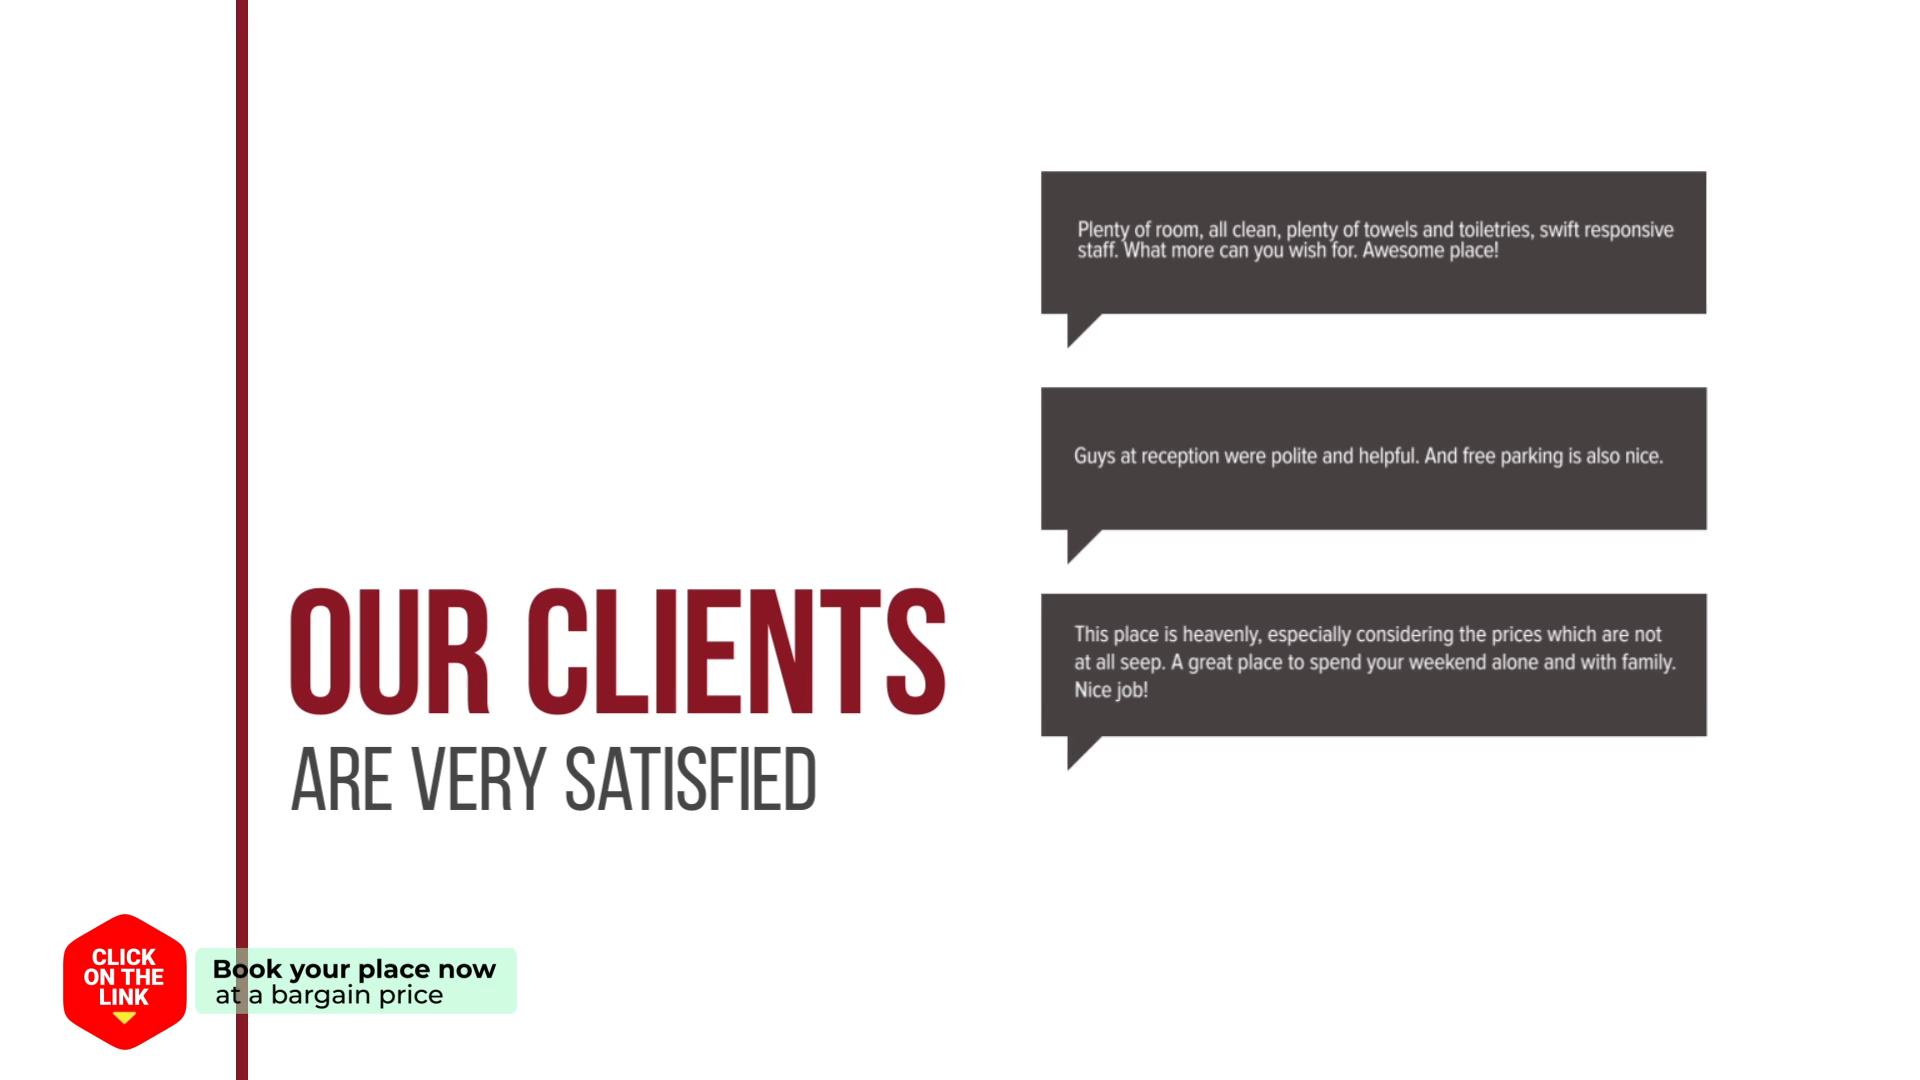 Plenty of room, all clean, plenty of towels and toiletries, swift responsive
staff. What more can you wish for. Awesome place!
Guys at reception were polite and helpful. And free parking is also nice.
This place is heavenly, especially considering the prices which are not
at all seep. A great place to spend your weekend alone and with family.
Nice job!
OUR CLIENTS
ARE VERY SATISFIED
CLICK
ON THE
LINK
Book your place now
at a bargain price